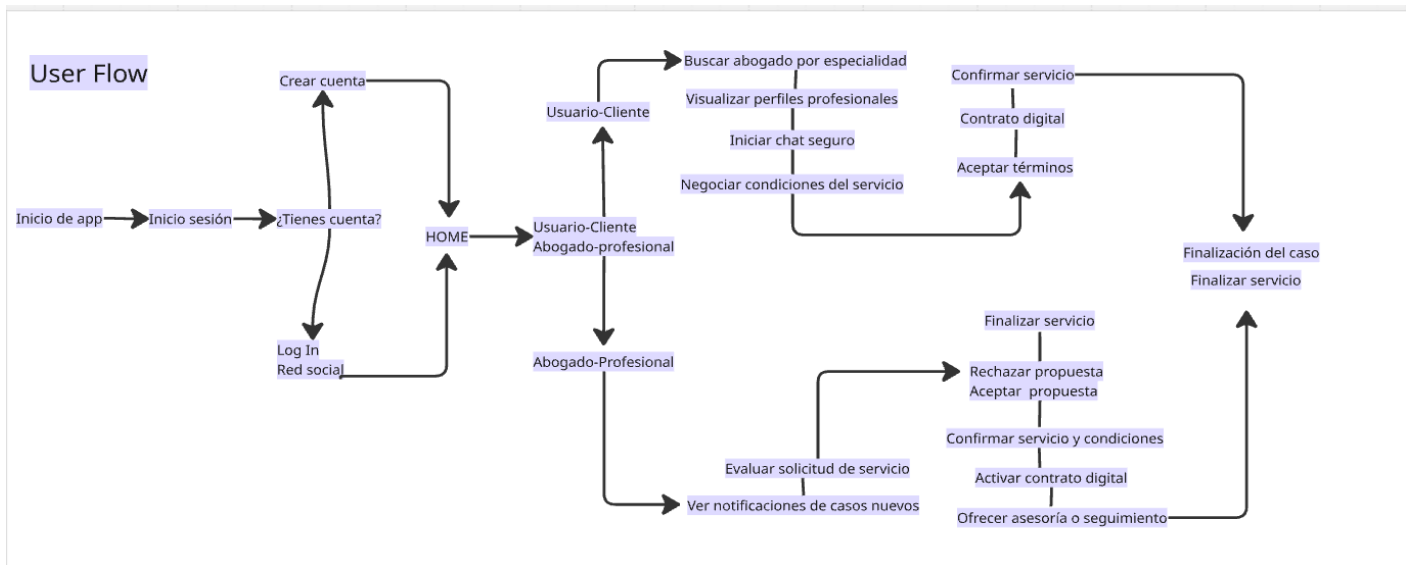 User Flow
Inicio de app
Inicio sesión
¿Tienes cuenta?
Crear cuenta
Log In
Red social
HOME
Usuario-Cliente
Abogado-profesional
Usuario-Cliente
Buscar abogado por especialidad
Visualizar perfiles profesionales
Iniciar chat seguro
Negociar condiciones del servicio
Confirmar servicio
Contrato digital
Aceptar términos
Abogado-Profesional
Evaluar solicitud de servicio
Ver notificaciones de casos nuevos
Finalizar servicio
Rechazar propuesta
Aceptar propuesta
Confirmar servicio y condiciones
Activar contrato digital
Ofrecer asesoría o seguimiento
Finalización del caso
Finalizar servicio